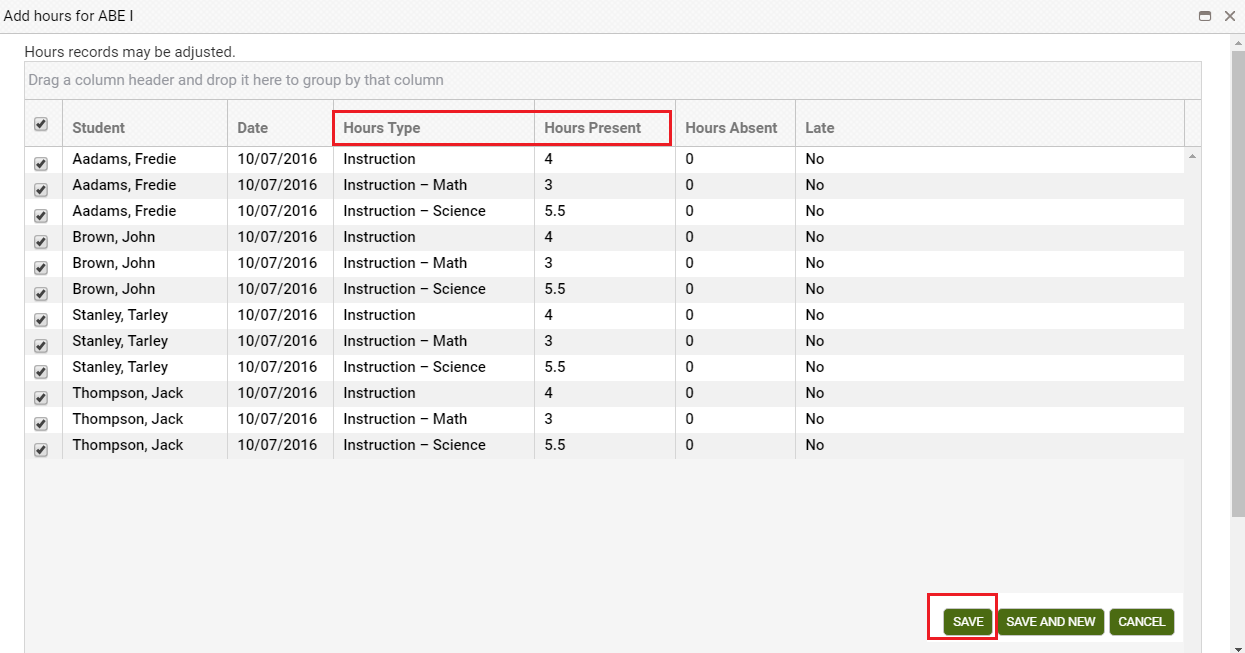 Add hours for ABE I
Hours records may be adjusted.
Drag a column header and drop it here to group by that column
Student Date Hours Type Hours Present Hours Absent Late
Aadams, Fredie 10/07/2016 Instruction 4 0 No
Aadams, Fredie 10/07/2016 Instruction – Math 3 0 No
Aadams, Fredie 10/07/2016 Instruction – Science 5.5 0 No
Brown, John 10/07/2016 Instruction 4 0 No
Brown, John 10/07/2016 Instruction – Math 3 0 No
Brown, John 10/07/2016 Instruction – Science 5.5 0 No
Stanley, Tarley 10/07/2016 Instruction 4 0 No
Stanley, Tarley 10/07/2016 Instruction – Math 3 0 No
Stanley, Tarley 10/07/2016 Instruction – Science 5.5 0 No
Thompson, Jack 10/07/2016 Instruction 4 0 No
Thompson, Jack 10/07/2016 Instruction – Math 3 0 No
Thompson, Jack 10/07/2016 Instruction – Science 5.5 0 No
SAVE SAVE AND NEW CANCEL